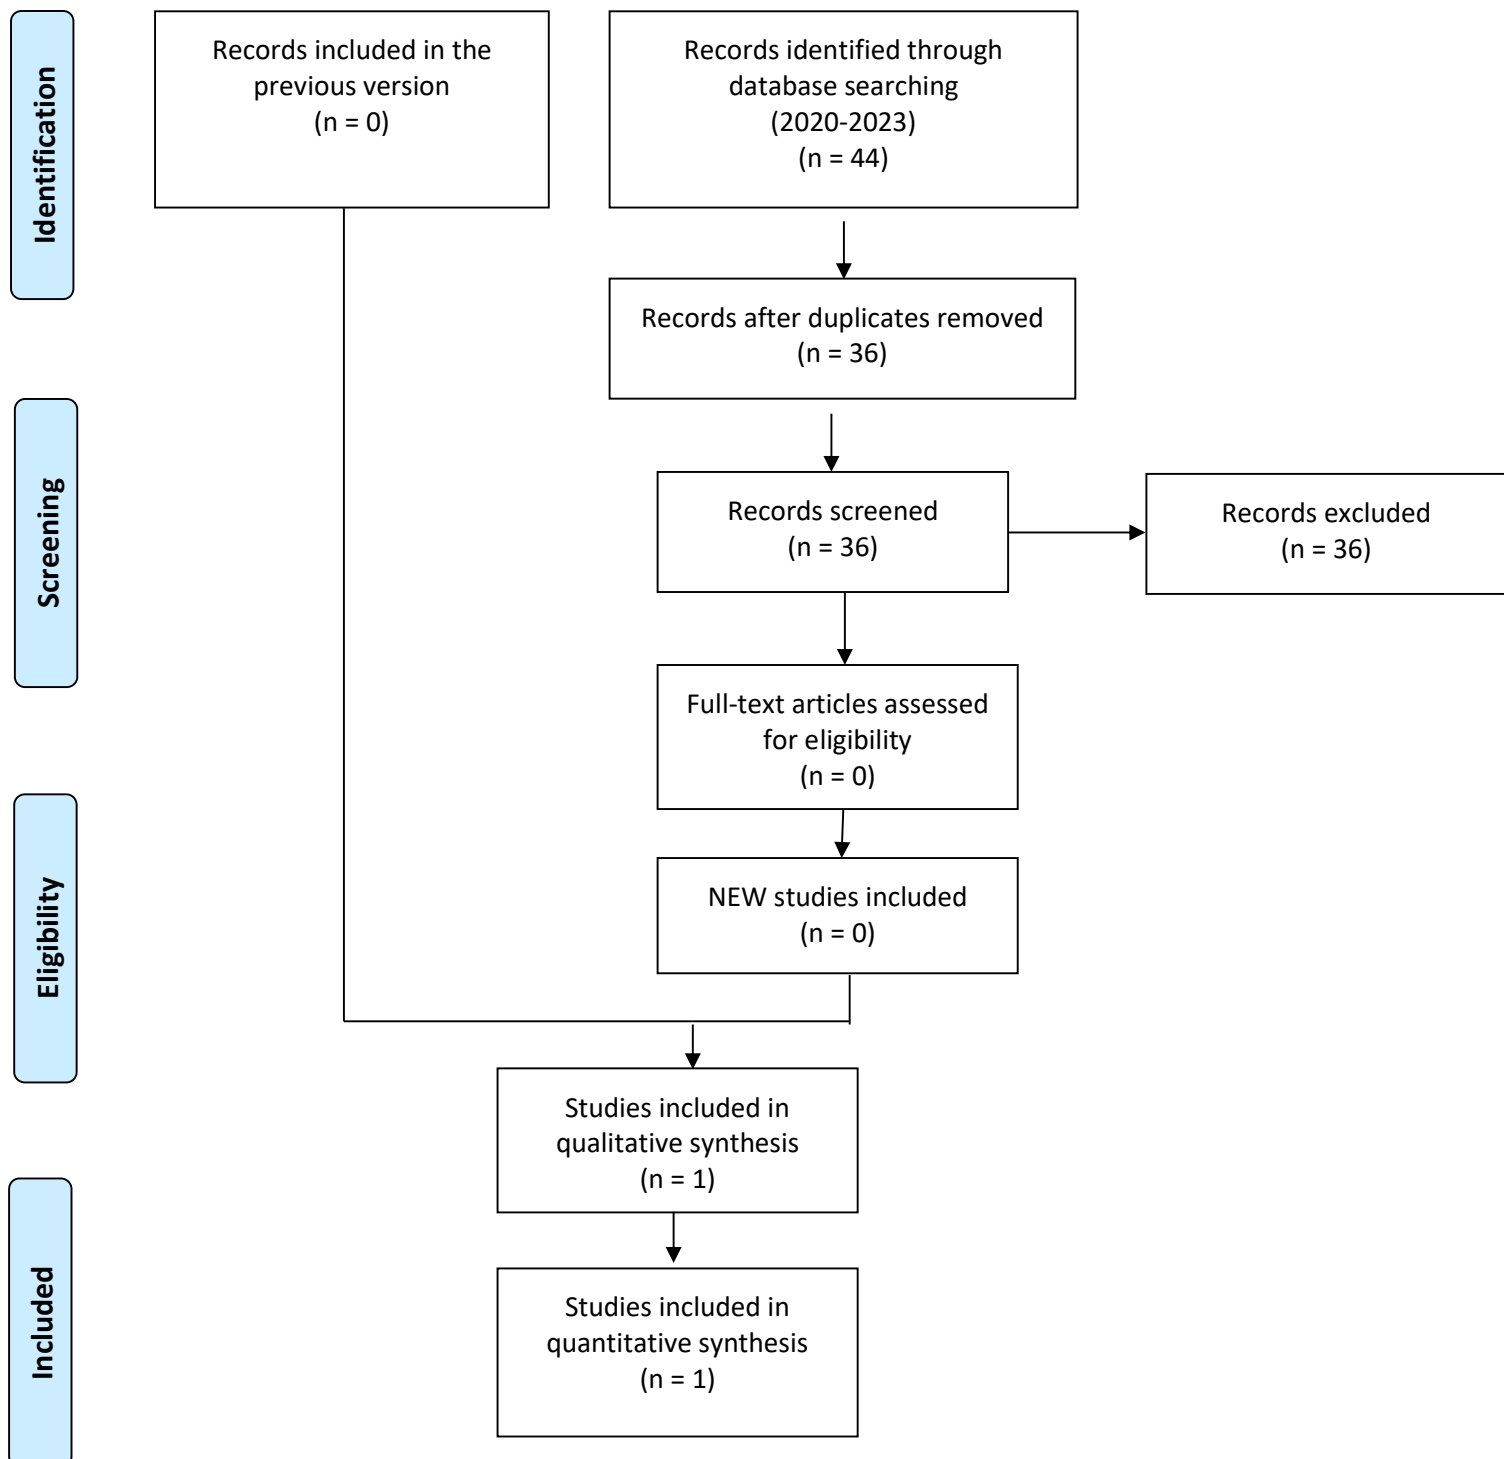 Identification
Records included in the
previous version
(n = 0)
Records identified through
database searching
(2020-2023)
(n = 44)
Records after duplicates removed
(n = 36)
Screening
Records screened
(n = 36)
Records excluded
(n = 36)
Full-text articles assessed
for eligibility
(n = 0)
Eligibility
NEW studies included
(n = 0)
Studies included in
qualitative synthesis
(n = 1)
Included
Studies included in
quantitative synthesis
(n = 1)